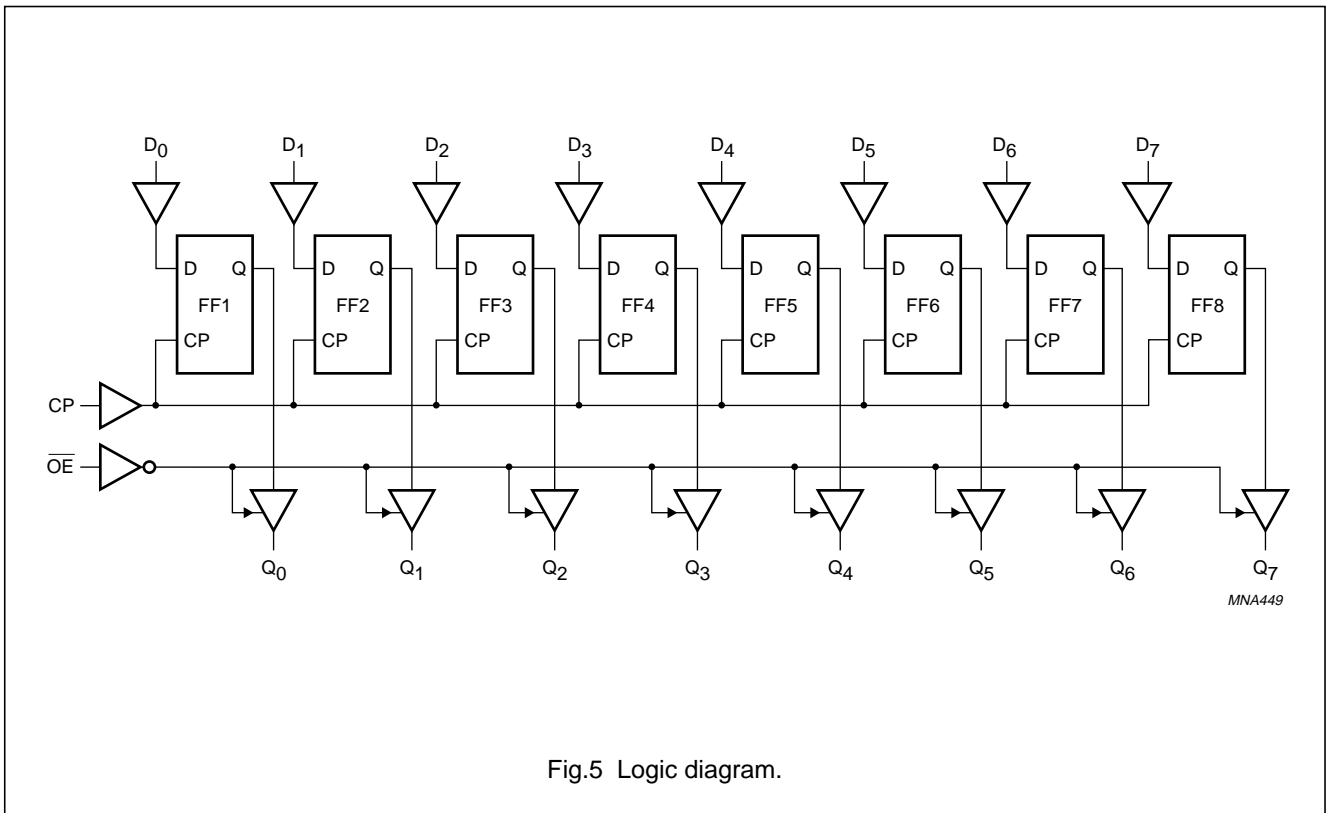 D0 D1 D2 D3 D4 D5 D6 D7
D Q D Q D Q D Q D Q D Q D Q D Q
FF1 FF2 FF3 FF4 FF5 FF6 FF7 FF8
CP CP CP CP CP CP CP CP
CP
O̅E̅
Q0 Q1 Q2 Q3 Q4 Q5 Q6 Q7
MNA449
Fig.5 Logic diagram.